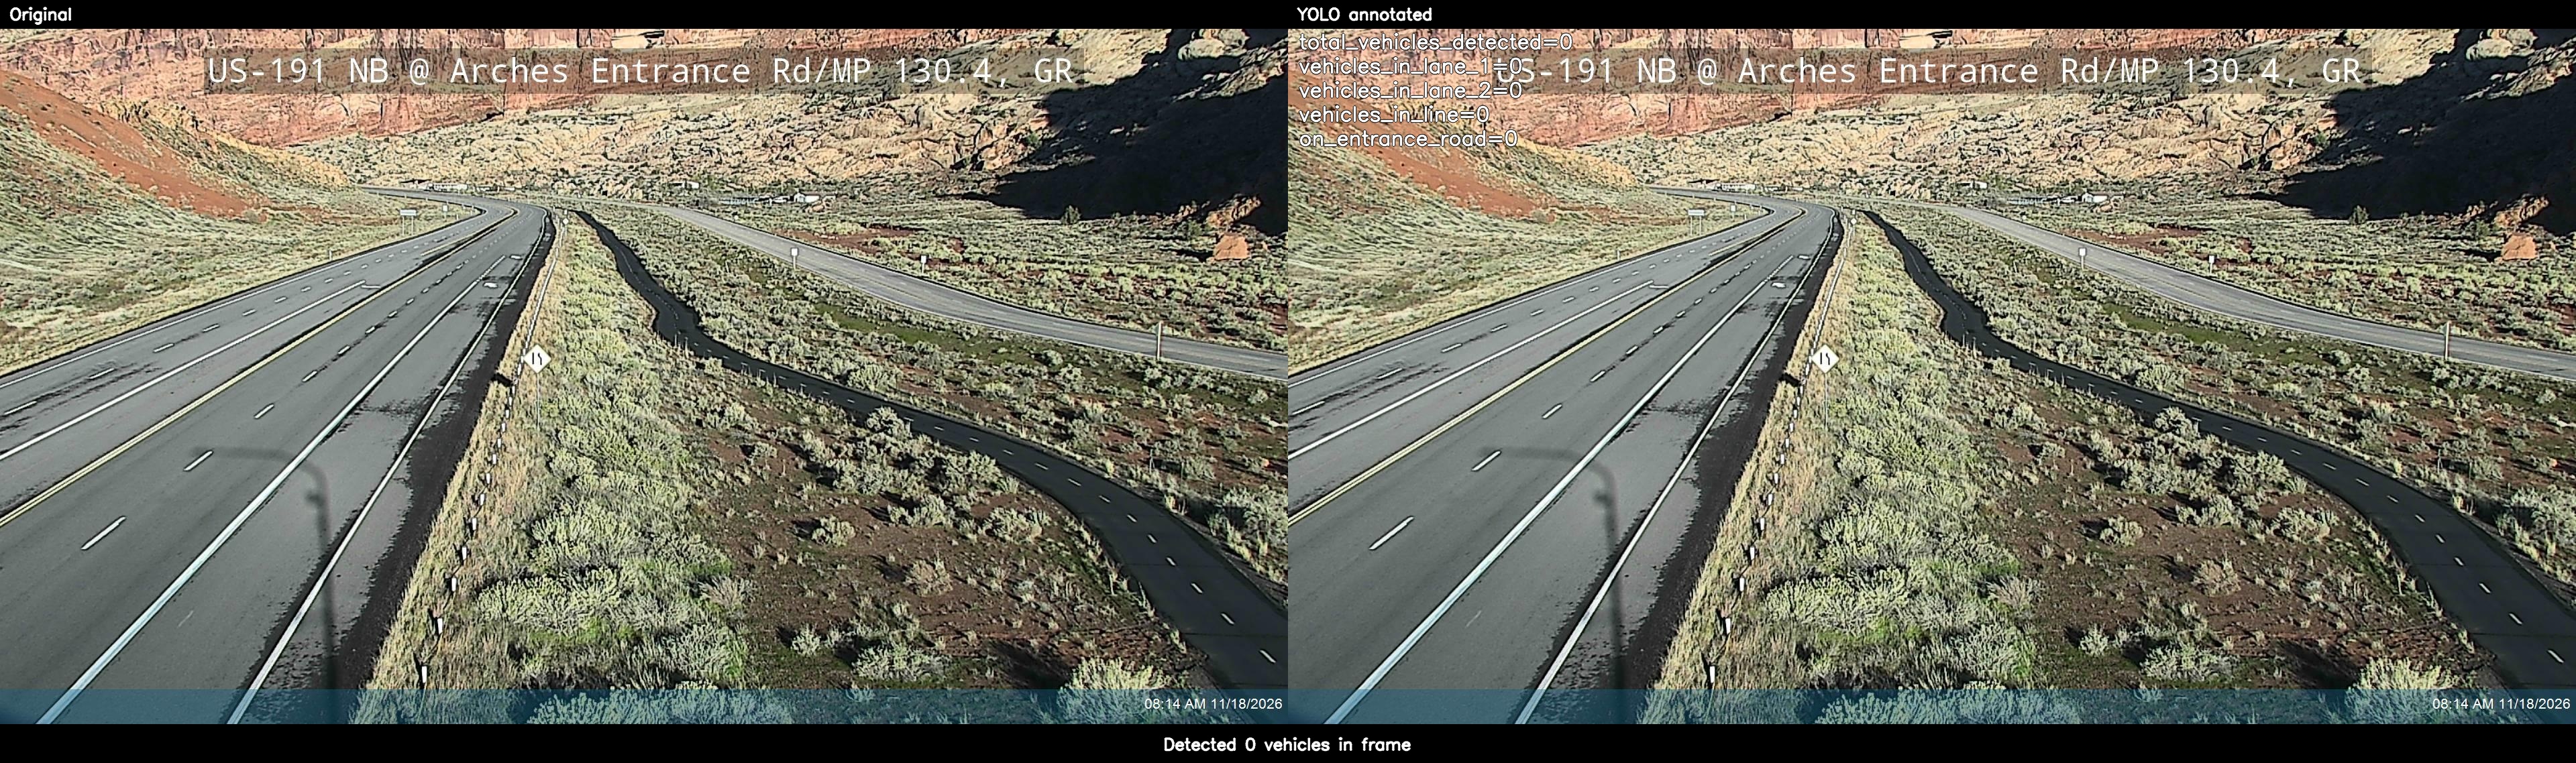 Original
US-191 NB @ Arches Entrance Rd/MP 130.4, GR
08:14 AM 11/18/2026
YOLO annotated
total_vehicles_detected=0
vehicles_in_lane_1=0
US-191 NB @ Arches Entrance Rd/MP 130.4, GR
vehicles_in_lane_2=0
vehicles_in_line=0
on_entrance_road=0
08:14 AM 11/18/2026
Detected 0 vehicles in frame